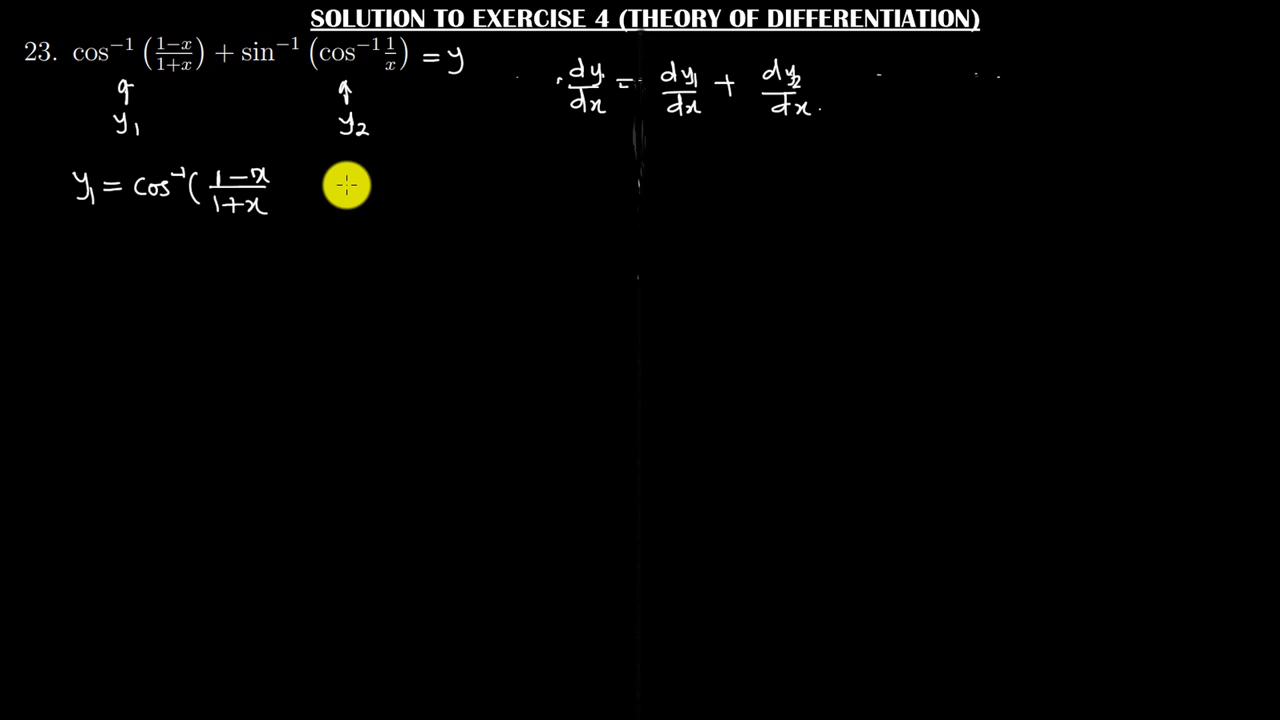 SOLUTION TO EXERCISE 4 (THEORY OF DIFFERENTIATION)
23. cos⁻¹ ((1−x)/(1+x)) + sin⁻¹ (cos⁻¹ 1/x) = y
dy/dx = dy₁/dx + dy₂/dx.
y₁ y₂
y₁ = cos⁻¹( (1−x)/(1+x)